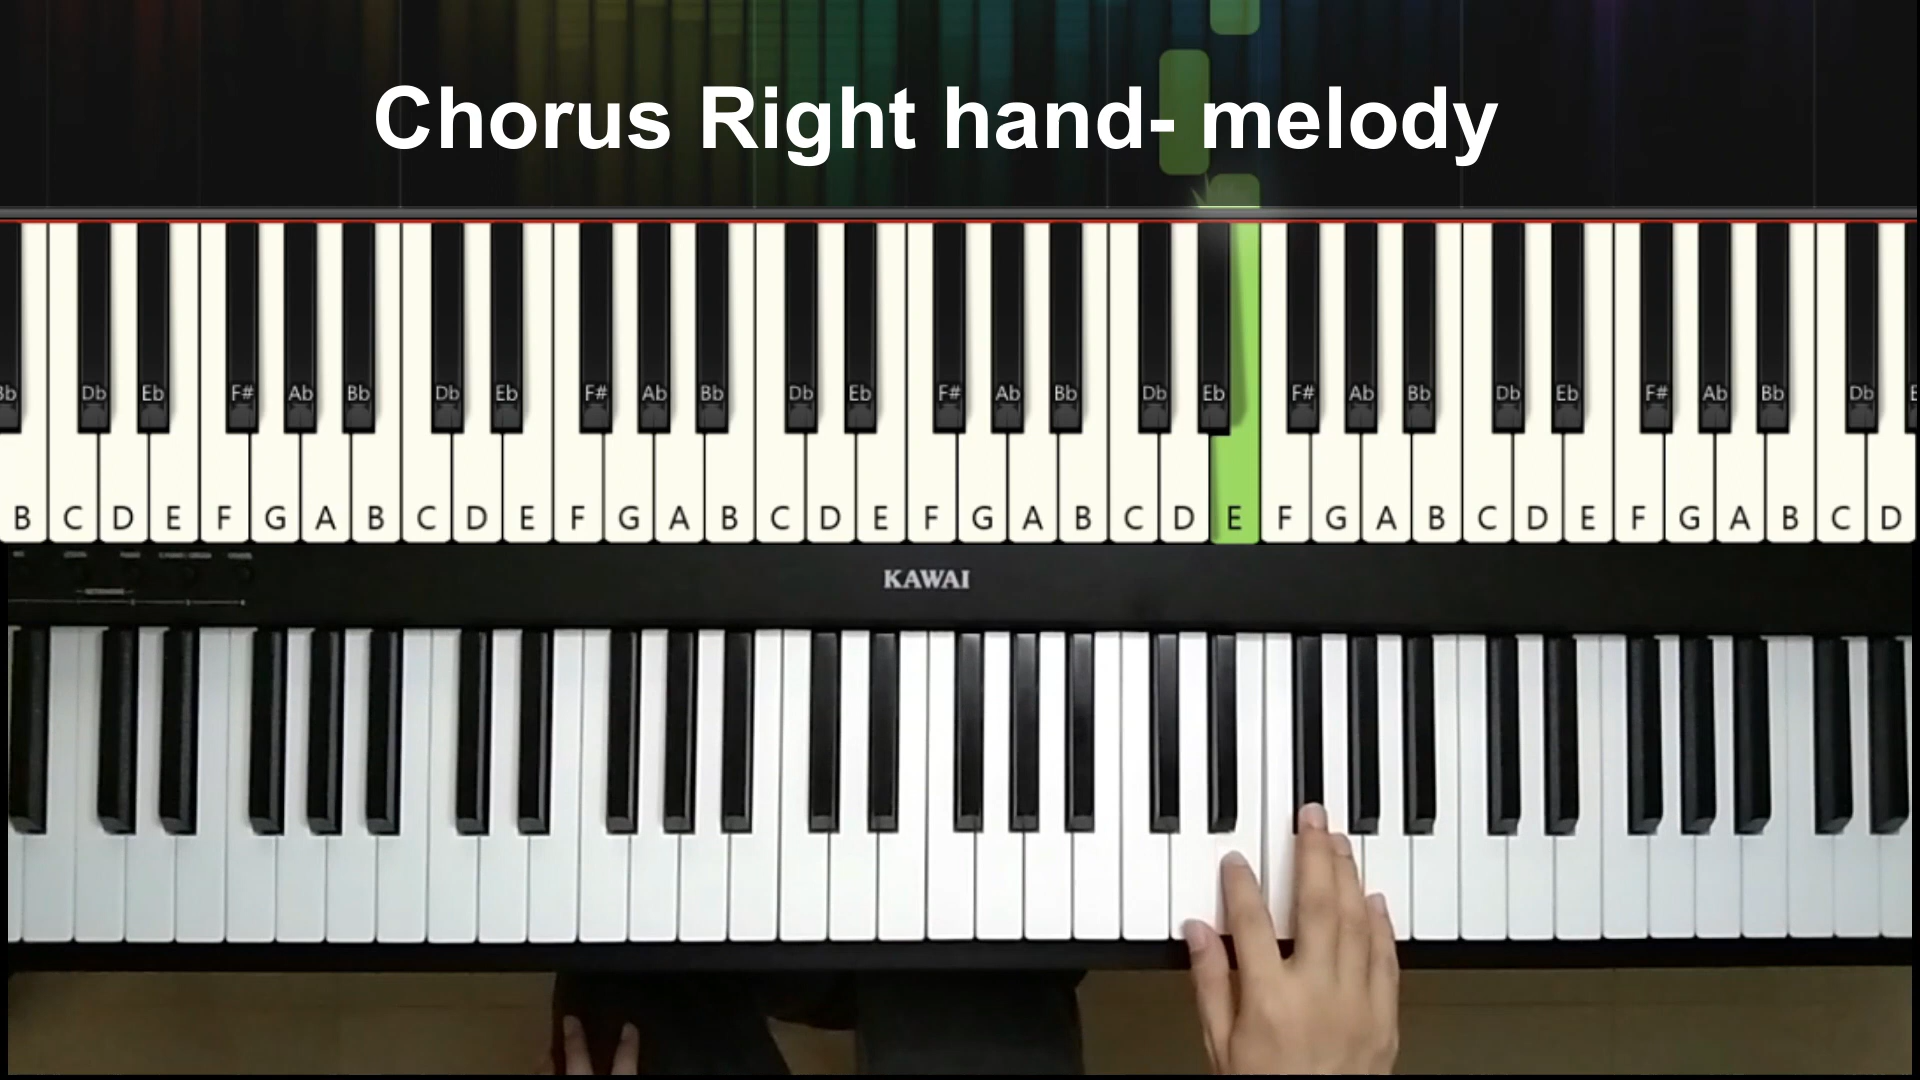 Chorus Right hand- melody
Bb Db Eb F# Ab Bb Db Eb F# Ab Bb Db Eb F# Ab Bb Db Eb F# Ab Bb Db Eb F# Ab Bb Db
B C D E F G A B C D E F G A B C D E F G A B C D E F G A B C D E F G A B C D
KAWAI